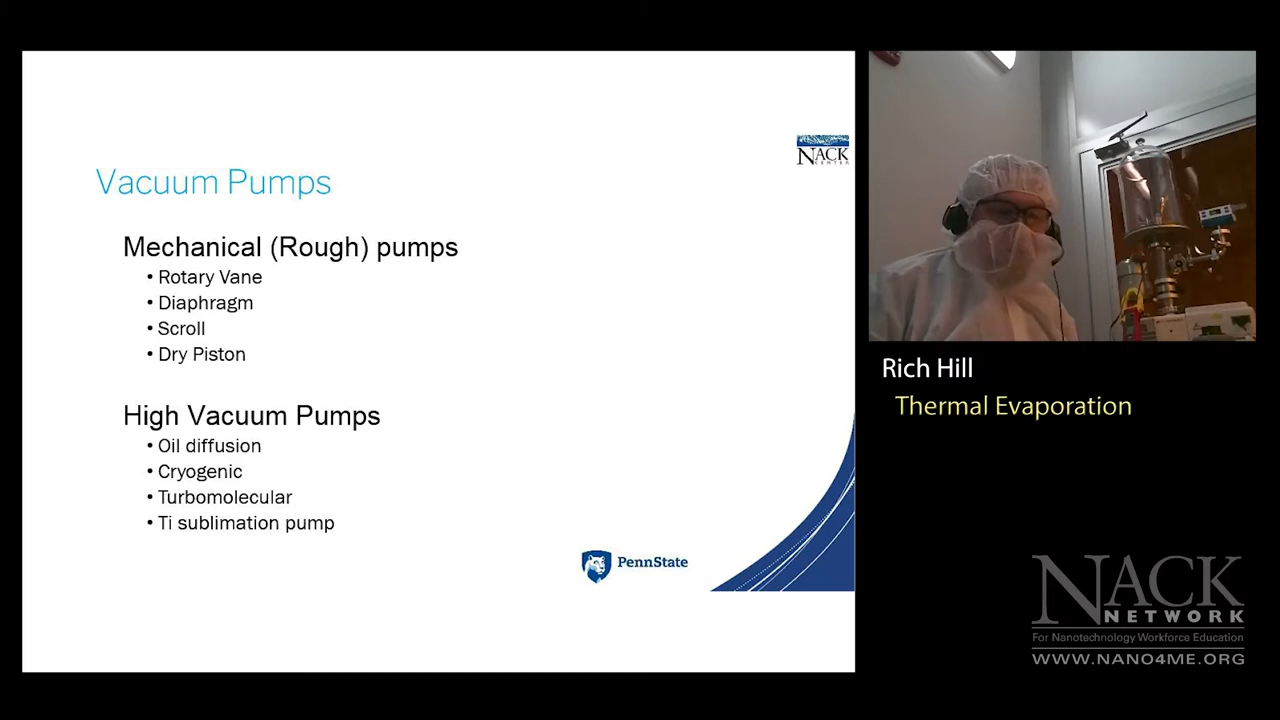 NACK
CENTER
Vacuum Pumps
Mechanical (Rough) pumps
• Rotary Vane
• Diaphragm
• Scroll
• Dry Piston
High Vacuum Pumps
• Oil diffusion
• Cryogenic
• Turbomolecular
• Ti sublimation pump
PennState
Rich Hill
Thermal Evaporation
NACK
NETWORK
For Nanotechnology Workforce Education
WWW.NANO4ME.ORG